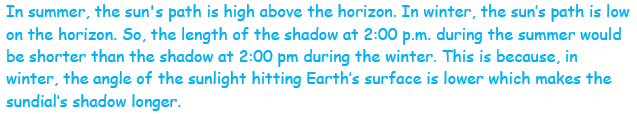 In summer, the sun's path is high above the horizon. In winter, the sun’s path is low
on the horizon. So, the length of the shadow at 2:00 p.m. during the summer would
be shorter than the shadow at 2:00 pm during the winter. This is because, in
winter, the angle of the sunlight hitting Earth’s surface is lower which makes the
sundial’s shadow longer.